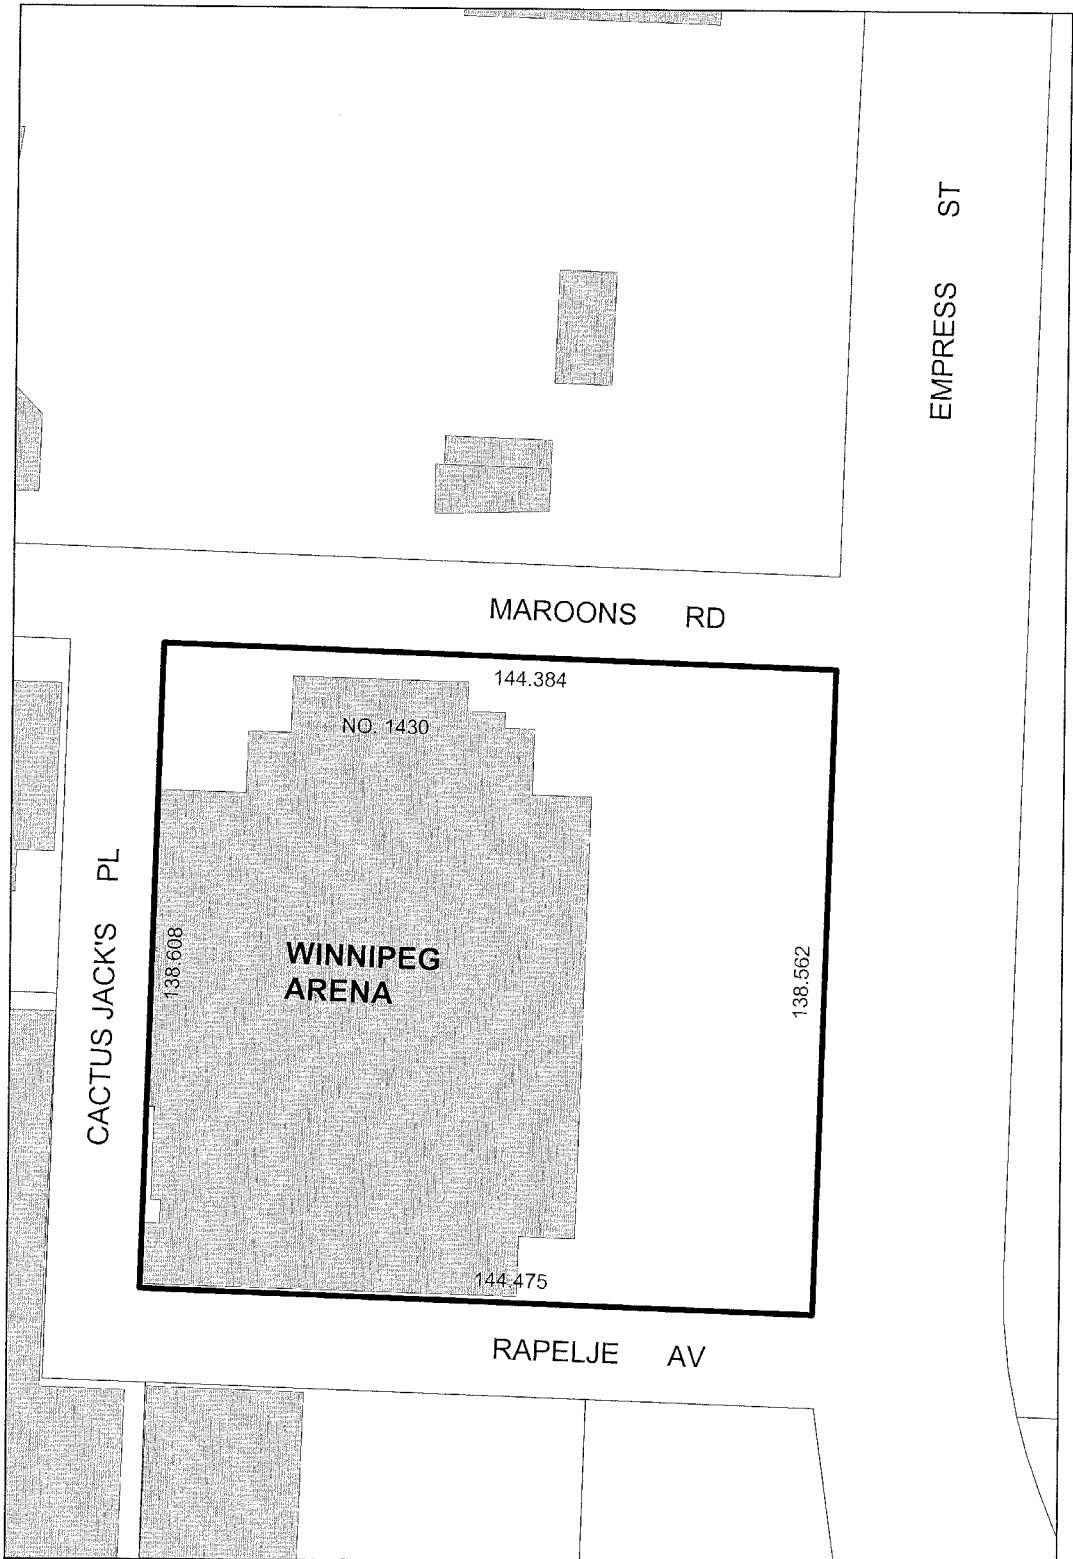 EMPRESS ST
MAROONS RD
144.384
NO. 1430
CACTUS JACK'S PL
138.608
WINNIPEG
ARENA
138.562
144.475
RAPELJE AV